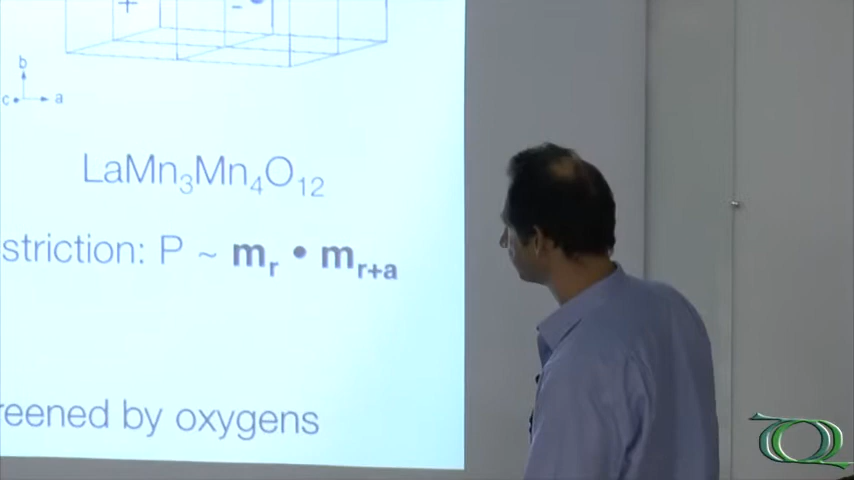 + -
b
c a
LaMn₃Mn₄O₁₂
striction: P ~ mᵣ • mᵣ₊ₐ
reened by oxygens